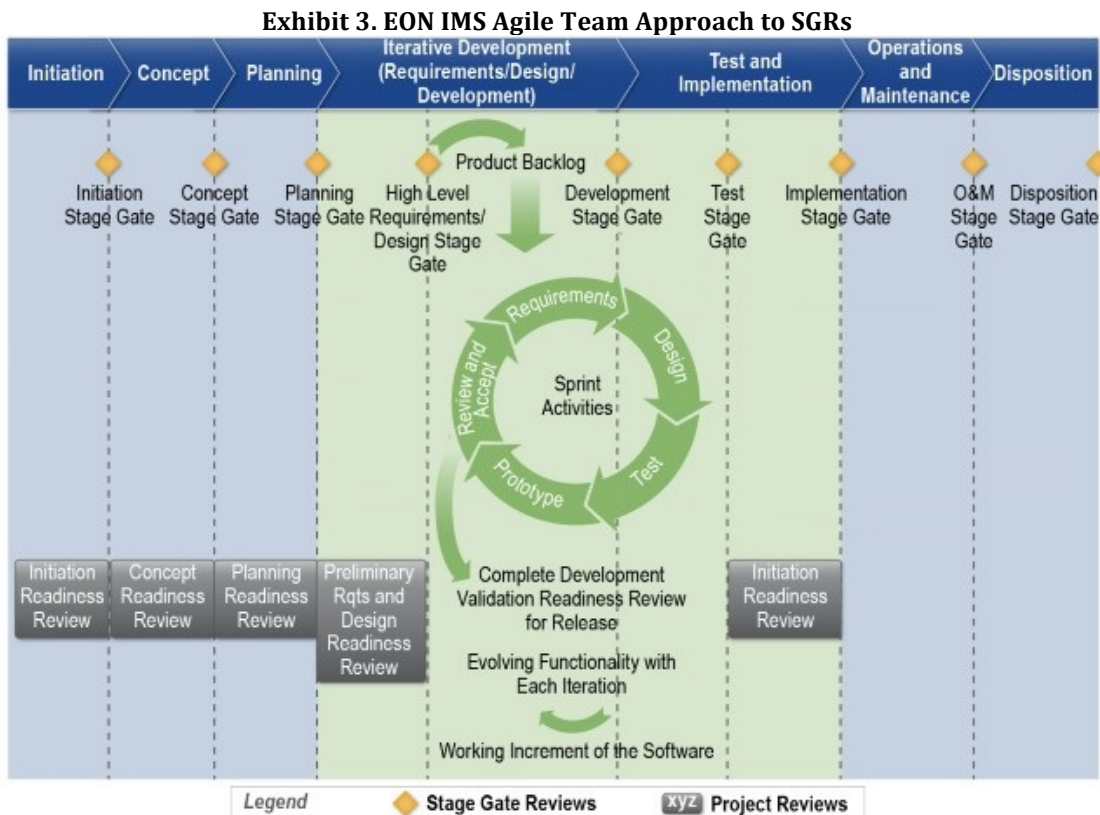 Exhibit 3. EON IMS Agile Team Approach to SGRs
Initiation
Concept
Planning
Iterative Development
(Requirements/Design/
Development)
Test and
Implementation
Operations
and
Maintenance
Disposition
Product Backlog
Initiation
Stage Gate
Concept
Stage Gate
Planning
Stage Gate
High Level
Requirements/
Design Stage
Gate
Development
Stage Gate
Test
Stage
Gate
Implementation
Stage Gate
O&M
Stage
Gate
Disposition
Stage Gate
Requirements
Design
Test
Prototype
Review and
Accept
Sprint
Activities
Initiation
Readiness
Review
Concept
Readiness
Review
Planning
Readiness
Review
Preliminary
Rqts and
Design
Readiness
Review
Complete Development
Validation Readiness Review
for Release
Initiation
Readiness
Review
Evolving Functionality with
Each Iteration
Working Increment of the Software
Legend
Stage Gate Reviews
xyz
Project Reviews